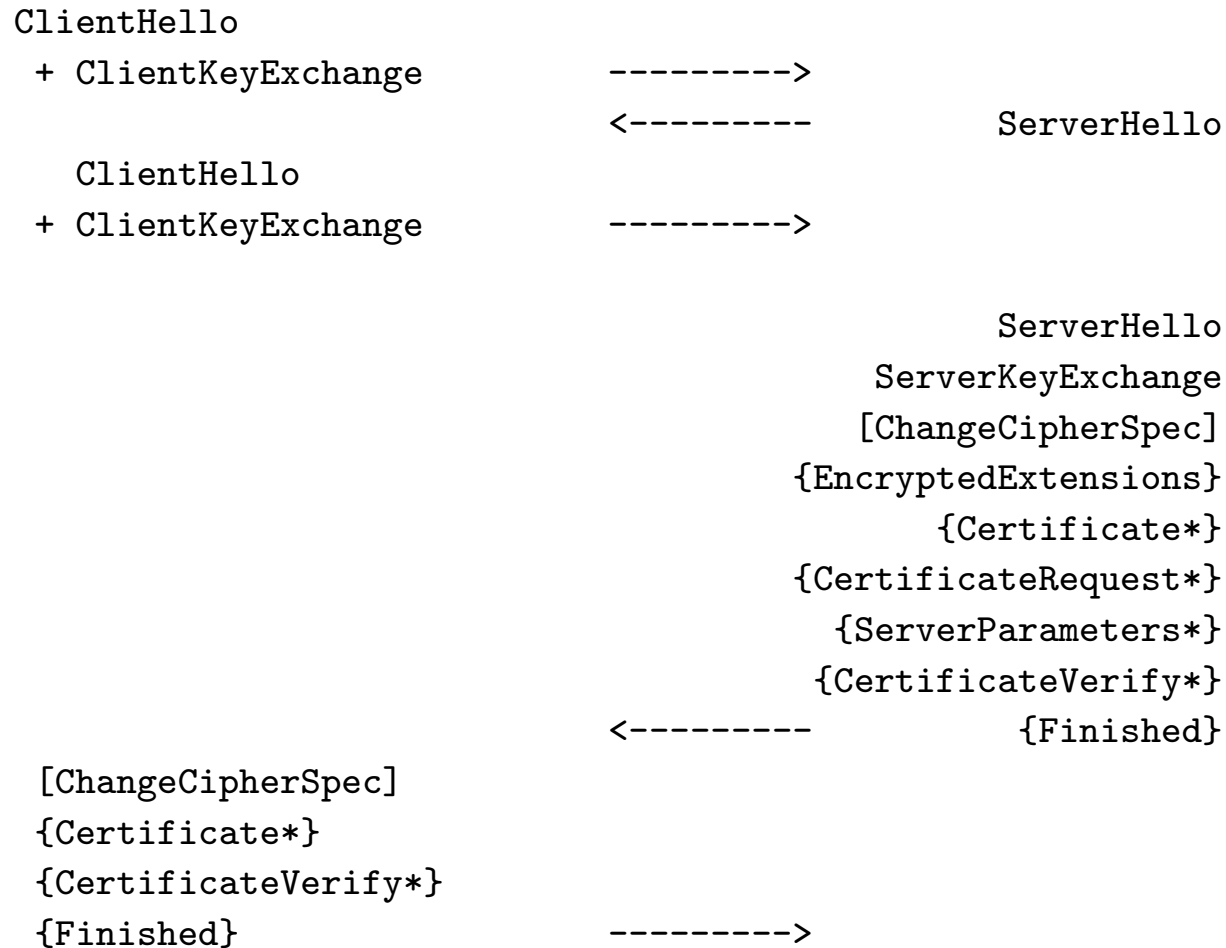 ClientHello
+ ClientKeyExchange --------->
<--------- ServerHello
ClientHello
+ ClientKeyExchange --------->
ServerHello
ServerKeyExchange
[ChangeCipherSpec]
{EncryptedExtensions}
{Certificate*}
{CertificateRequest*}
{ServerParameters*}
{CertificateVerify*}
<--------- {Finished}
[ChangeCipherSpec]
{Certificate*}
{CertificateVerify*}
{Finished} --------->